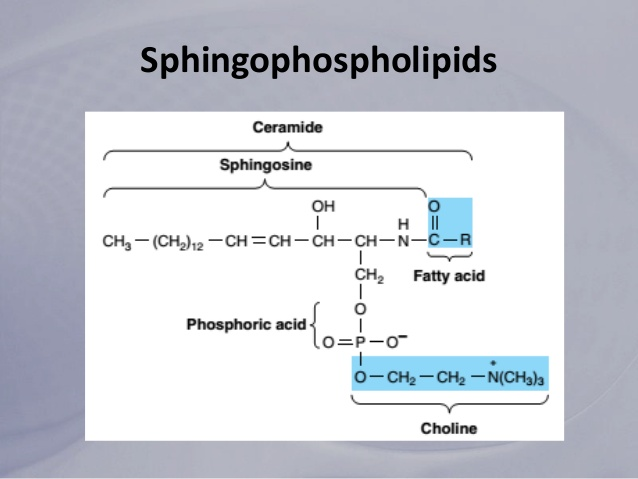 Sphingophospholipids
Ceramide
Sphingosine
OH
O
H
CH₃—(CH₂)₁₂—CH=CH—CH—CH—N—C—R
CH₂
Fatty acid
O
Phosphoric acid
O=P—O⁻
O—CH₂—CH₂—N⁺(CH₃)₃
Choline